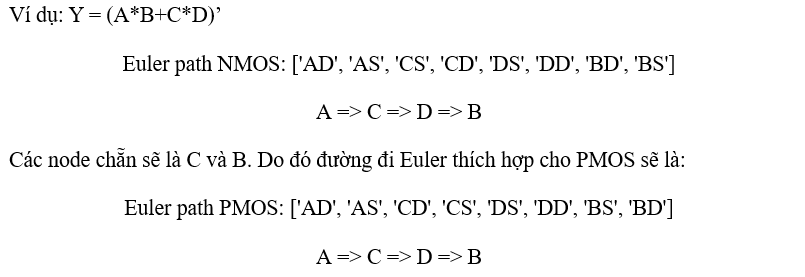 Ví dụ: Y = (A*B+C*D)’
Euler path NMOS: ['AD', 'AS', 'CS', 'CD', 'DS', 'DD', 'BD', 'BS']
A => C => D => B
Các node chẵn sẽ là C và B. Do đó đường đi Euler thích hợp cho PMOS sẽ là:
Euler path PMOS: ['AD', 'AS', 'CD', 'CS', 'DS', 'DD', 'BS', 'BD']
A => C => D => B